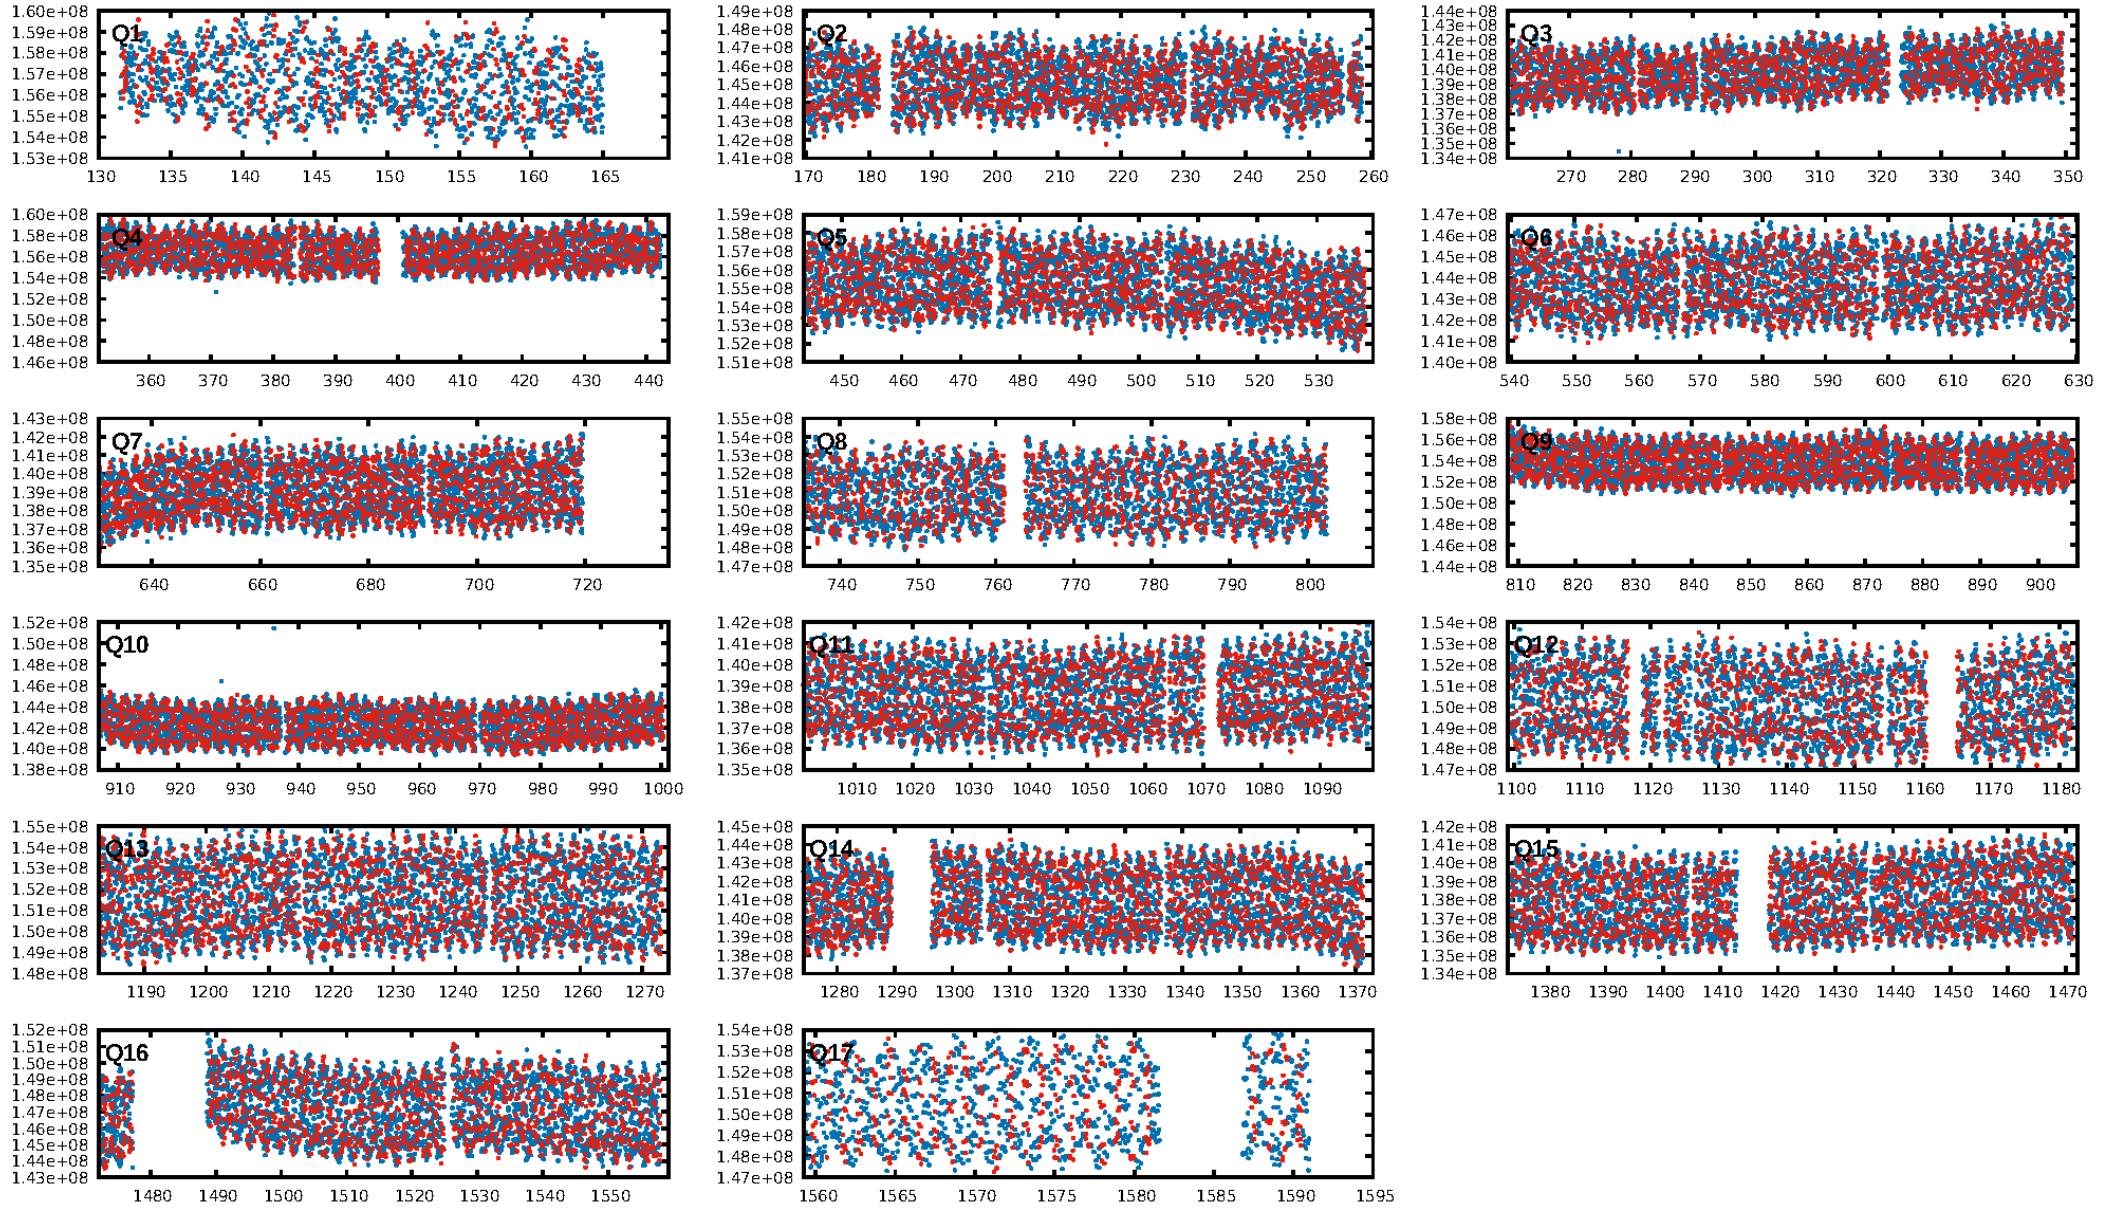 1.60e+08 1.59e+08 1.58e+08 1.57e+08 1.56e+08 1.55e+08 1.54e+08 1.53e+08
Q1
130 135 140 145 150 155 160 165
1.49e+08 1.48e+08 1.47e+08 1.46e+08 1.45e+08 1.44e+08 1.43e+08 1.42e+08 1.41e+08
Q2
170 180 190 200 210 220 230 240 250 260
1.44e+08 1.43e+08 1.42e+08 1.41e+08 1.40e+08 1.39e+08 1.38e+08 1.37e+08 1.36e+08 1.35e+08 1.34e+08
Q3
270 280 290 300 310 320 330 340 350
1.60e+08 1.58e+08 1.56e+08 1.54e+08 1.52e+08 1.50e+08 1.48e+08 1.46e+08
Q4
360 370 380 390 400 410 420 430 440
1.59e+08 1.58e+08 1.57e+08 1.56e+08 1.55e+08 1.54e+08 1.53e+08 1.52e+08 1.51e+08
Q5
450 460 470 480 490 500 510 520 530
1.47e+08 1.46e+08 1.45e+08 1.44e+08 1.43e+08 1.42e+08 1.41e+08 1.40e+08
Q6
540 550 560 570 580 590 600 610 620 630
1.43e+08 1.42e+08 1.41e+08 1.40e+08 1.39e+08 1.38e+08 1.37e+08 1.36e+08 1.35e+08
Q7
640 660 680 700 720
1.55e+08 1.54e+08 1.53e+08 1.52e+08 1.51e+08 1.50e+08 1.49e+08 1.48e+08 1.47e+08
Q8
740 750 760 770 780 790 800
1.58e+08 1.56e+08 1.54e+08 1.52e+08 1.50e+08 1.48e+08 1.46e+08 1.44e+08
Q9
810 820 830 840 850 860 870 880 890 900
1.52e+08 1.50e+08 1.48e+08 1.46e+08 1.44e+08 1.42e+08 1.40e+08 1.38e+08
Q10
910 920 930 940 950 960 970 980 990 1000
1.42e+08 1.41e+08 1.40e+08 1.39e+08 1.38e+08 1.37e+08 1.36e+08 1.35e+08
Q11
1010 1020 1030 1040 1050 1060 1070 1080 1090
1.54e+08 1.53e+08 1.52e+08 1.51e+08 1.50e+08 1.49e+08 1.48e+08 1.47e+08
Q12
1100 1110 1120 1130 1140 1150 1160 1170 1180
1.55e+08 1.54e+08 1.53e+08 1.52e+08 1.51e+08 1.50e+08 1.49e+08 1.48e+08
Q13
1190 1200 1210 1220 1230 1240 1250 1260 1270
1.45e+08 1.44e+08 1.43e+08 1.42e+08 1.41e+08 1.40e+08 1.39e+08 1.38e+08 1.37e+08
Q14
1280 1290 1300 1310 1320 1330 1340 1350 1360 1370
1.42e+08 1.41e+08 1.40e+08 1.39e+08 1.38e+08 1.37e+08 1.36e+08 1.35e+08 1.34e+08
Q15
1380 1390 1400 1410 1420 1430 1440 1450 1460 1470
1.52e+08 1.51e+08 1.50e+08 1.49e+08 1.48e+08 1.47e+08 1.46e+08 1.45e+08 1.44e+08 1.43e+08
Q16
1480 1490 1500 1510 1520 1530 1540 1550
1.54e+08 1.53e+08 1.52e+08 1.51e+08 1.50e+08 1.49e+08 1.48e+08 1.47e+08
Q17
1560 1565 1570 1575 1580 1585 1590 1595